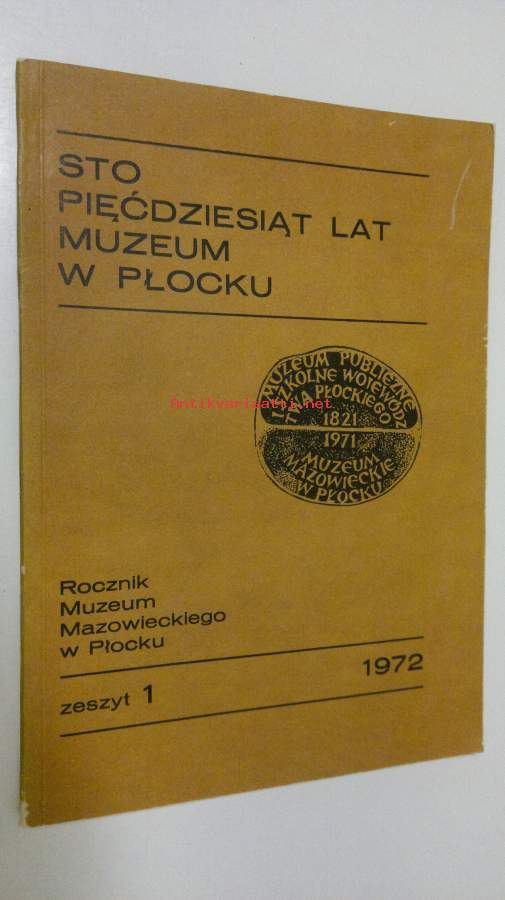 STO
PIĘĆDZIESIĄT LAT
MUZEUM
W PŁOCKU
MUZEUM PUBLICZNE
I SZKOLNE WOJEWÓDZ
TWA PŁOCKIEGO
1821
1971
MUZEUM
MAZOWIECKIE
W PŁOCKU
Antikvariaatti.net
Rocznik
Muzeum
Mazowieckiego
w Płocku
zeszyt 1 1972